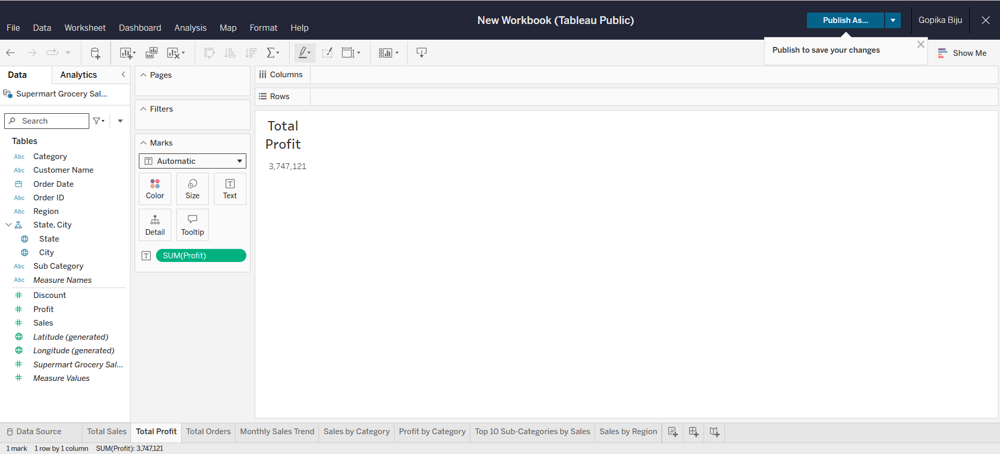 New Workbook (Tableau Public)
Publish As...
Gopika Biju
File Data Worksheet Dashboard Analysis Map Format Help
Publish to save your changes
Show Me
Data
Analytics
Supermart Grocery Sal...
Search
Tables
Abc Category
Abc Customer Name
Order Date
Abc Order ID
Abc Region
State, City
State
City
Abc Sub Category
Abc Measure Names
Discount
Profit
Sales
Latitude (generated)
Longitude (generated)
Supermart Grocery Sal...
Measure Values
Pages
Filters
Marks
T Automatic
Color
Size
T
Text
Detail
Tooltip
T SUM(Profit)
Columns
Rows
Total
Profit
3,747,121
Data Source
Total Sales
Total Profit
Total Orders
Monthly Sales Trend
Sales by Category
Profit by Category
Top 10 Sub-Categories by Sales
Sales by Region
1 mark 1 row by 1 column SUM(Profit): 3,747,121